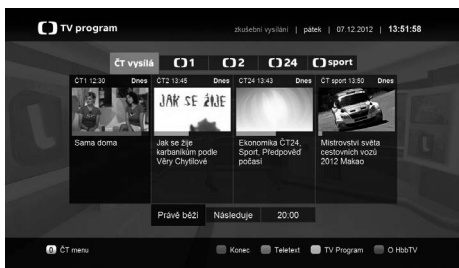 TV program
zkušební vysílání | pátek | 07.12.2012 | 13:51:58
ČT vysílá 1 2 24 sport
ČT1 12:30 Dnes
Sama doma
ČT2 13:45 Dnes
JAK SE ŽIJE
Jak se žije
karbaníkům podle
Věry Chytilové
ČT24 13:43 Dnes
Ekonomika ČT24,
Sport, Předpověď
počasí
ČT sport 13:50 Dnes
Mistrovství světa
cestovních vozů
2012 Makao
Právě běží Následuje 20:00
0 ČT menu
Konec Teletext TV Program O HbbTV